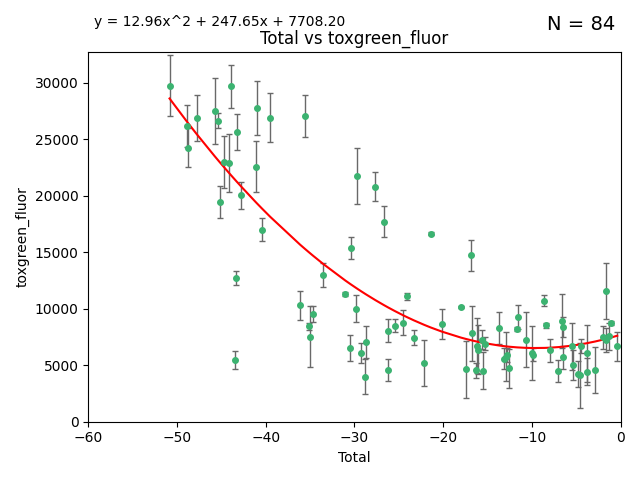 y = 12.96x^2 + 247.65x + 7708.20
N = 84
Total vs toxgreen_fluor
30000
25000
20000
15000
10000
5000
0
toxgreen_fluor
−60
−50
−40
−30
−20
−10
0
Total